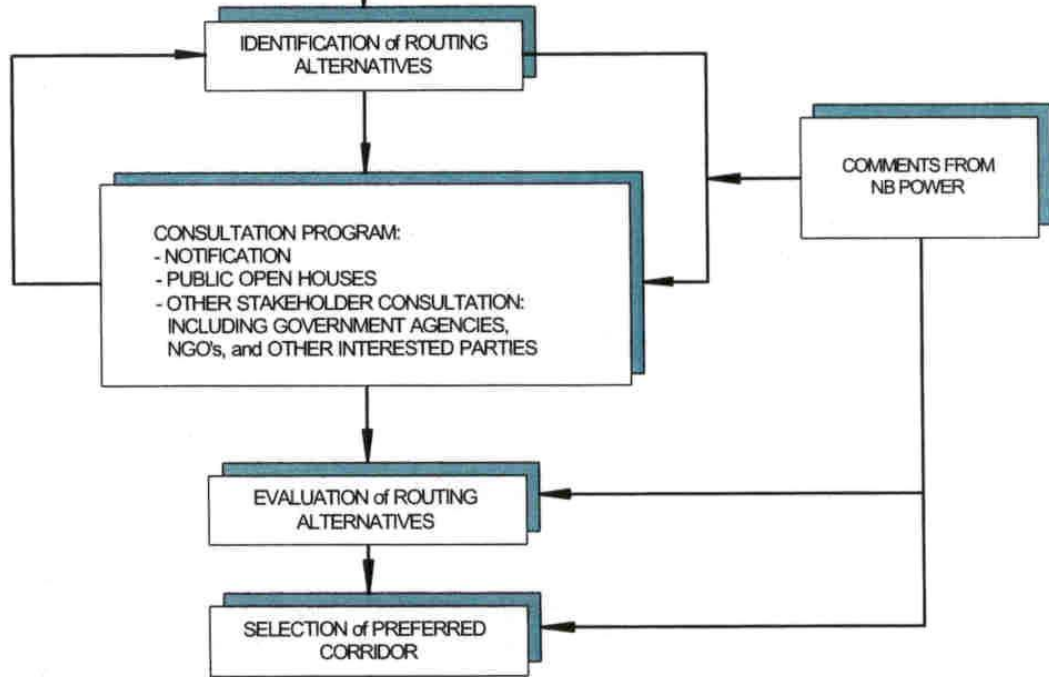 IDENTIFICATION of ROUTING
ALTERNATIVES
COMMENTS FROM
NB POWER
CONSULTATION PROGRAM:
- NOTIFICATION
- PUBLIC OPEN HOUSES
- OTHER STAKEHOLDER CONSULTATION:
INCLUDING GOVERNMENT AGENCIES,
NGO's, and OTHER INTERESTED PARTIES
EVALUATION of ROUTING
ALTERNATIVES
SELECTION of PREFERRED
CORRIDOR